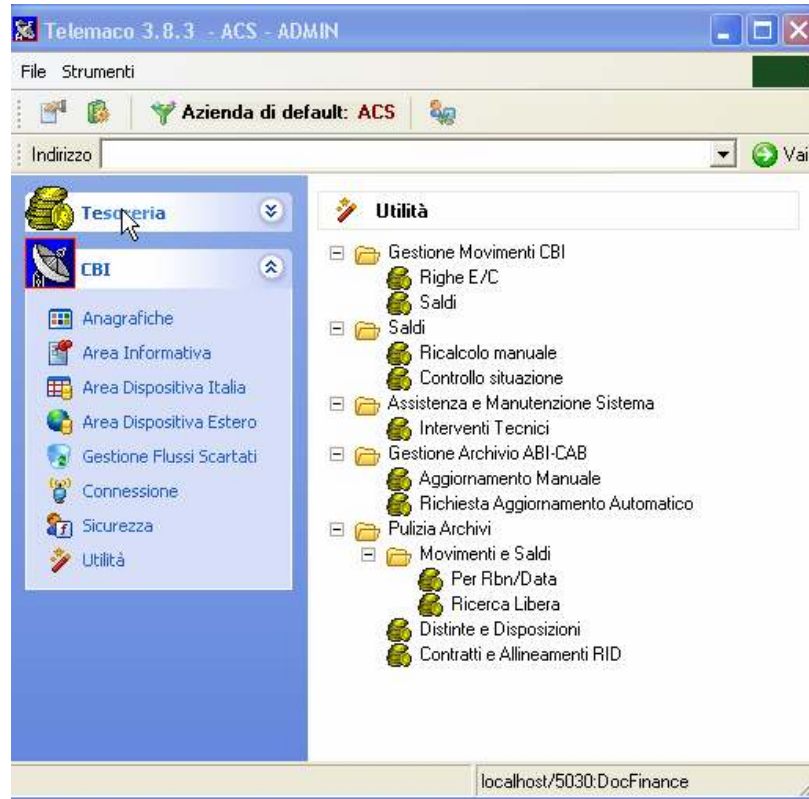 Telemaco 3.8.3 - ACS - ADMIN
File Strumenti
Azienda di default: ACS
Indirizzo Vai
Tesoreria
CBI
Anagrafiche
Area Informativa
Area Dispositiva Italia
Area Dispositiva Estero
Gestione Flussi Scartati
Connessione
Sicurezza
Utilità
Utilità
Gestione Movimenti CBI
Righe E/C
Saldi
Saldi
Ricalcolo manuale
Controllo situazione
Assistenza e Manutenzione Sistema
Interventi Tecnici
Gestione Archivio ABI-CAB
Aggiornamento Manuale
Richiesta Aggiornamento Automatico
Pulizia Archivi
Movimenti e Saldi
Per Rbn/Data
Ricerca Libera
Distinte e Disposizioni
Contratti e Allineamenti RID
localhost/5030:DocFinance